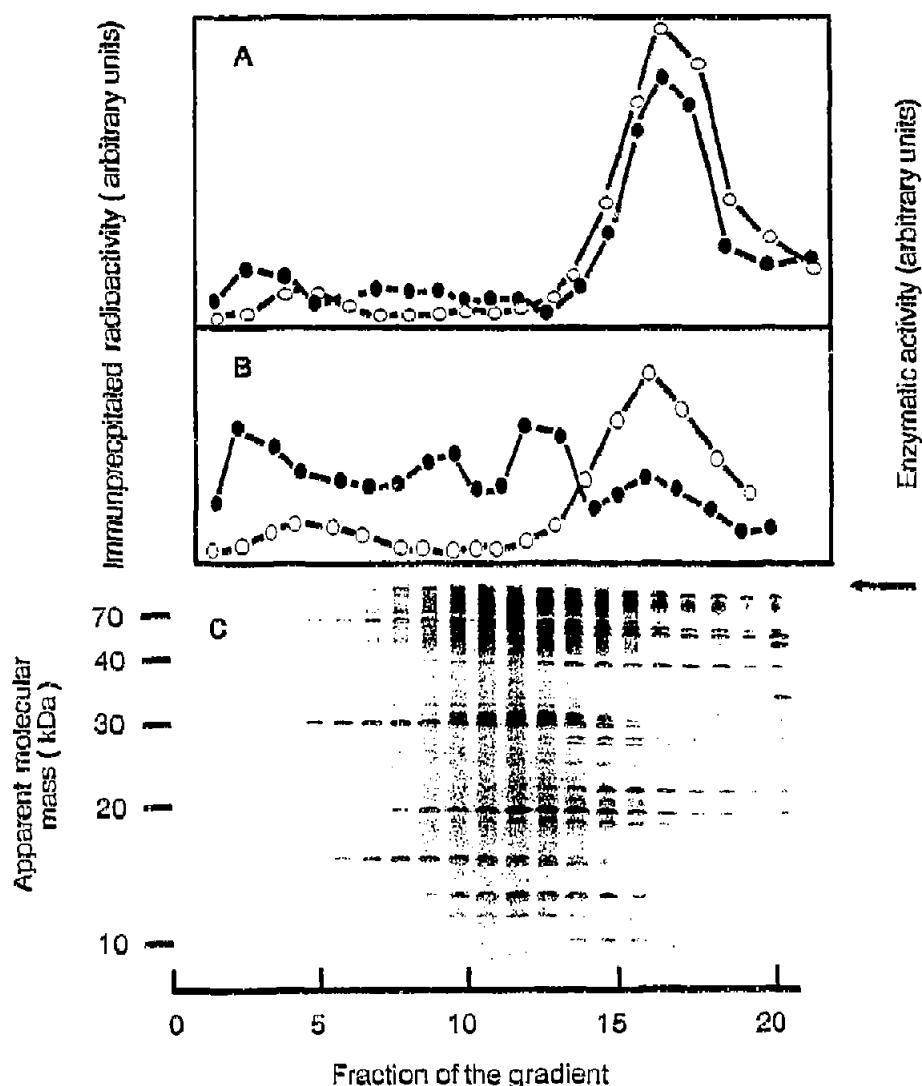 Immunprecpitated radioactivity (arbitrary units)
Enzymatic activity (arbitrary units)
A
B
C
Apparent molecular
mass (kDa)
70
40
30
20
10
0 5 10 15 20
Fraction of the gradient